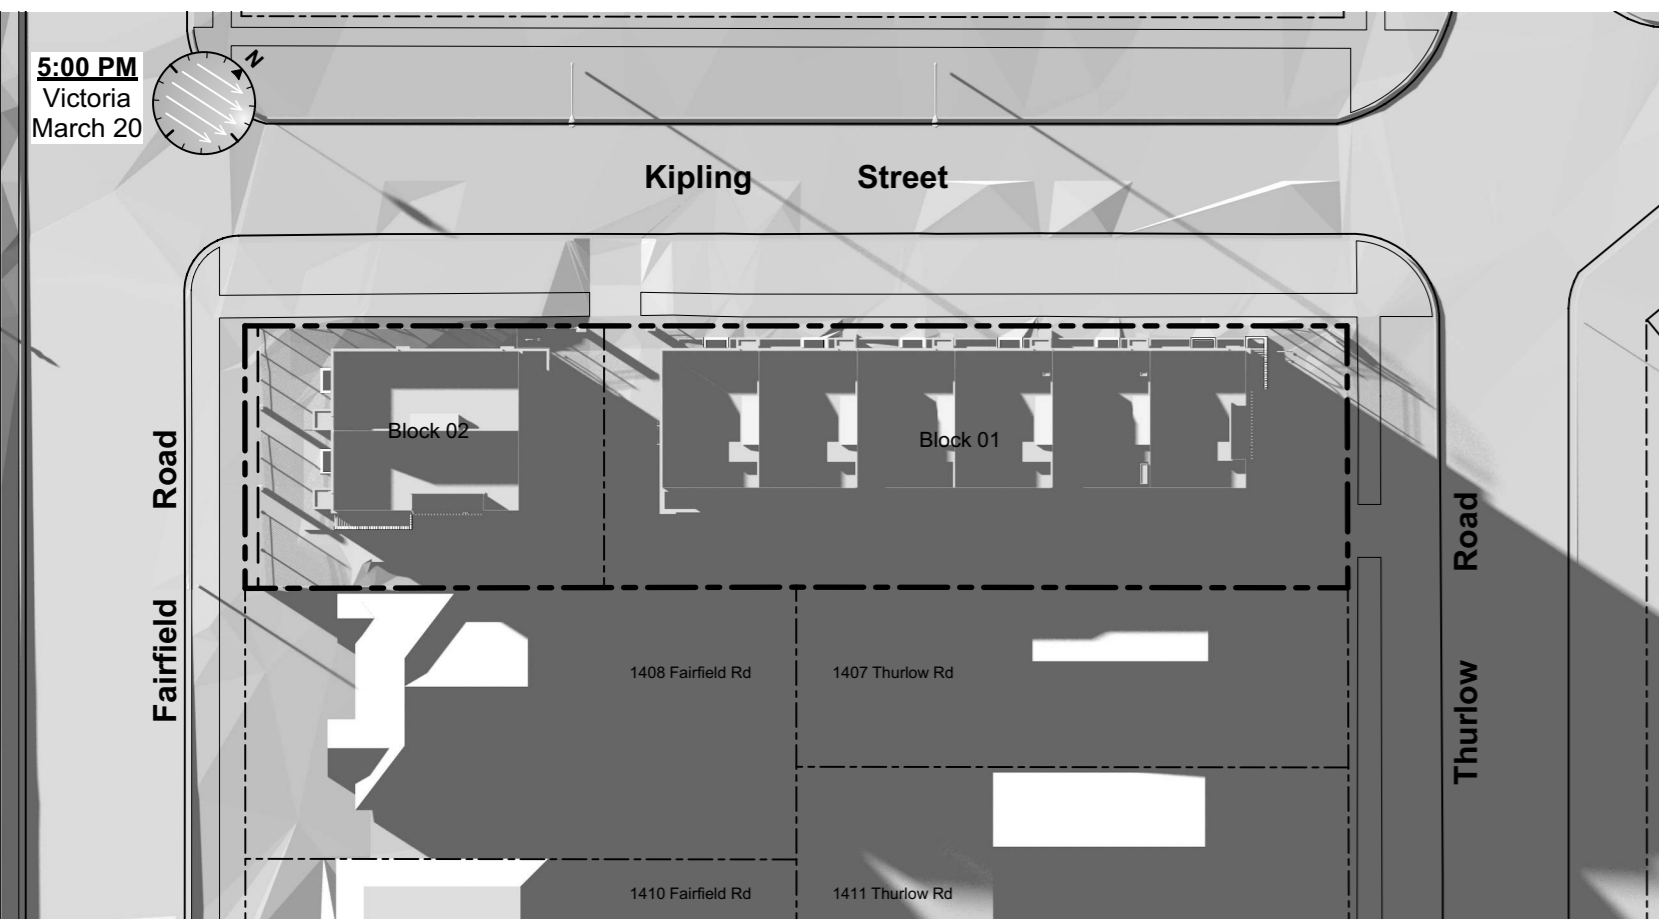 N
5:00 PM
Victoria
March 20
Kipling Street
Block 02
Block 01
Fairfield Road
Thurlow Road
1408 Fairfield Rd
1407 Thurlow Rd
1410 Fairfield Rd
1411 Thurlow Rd